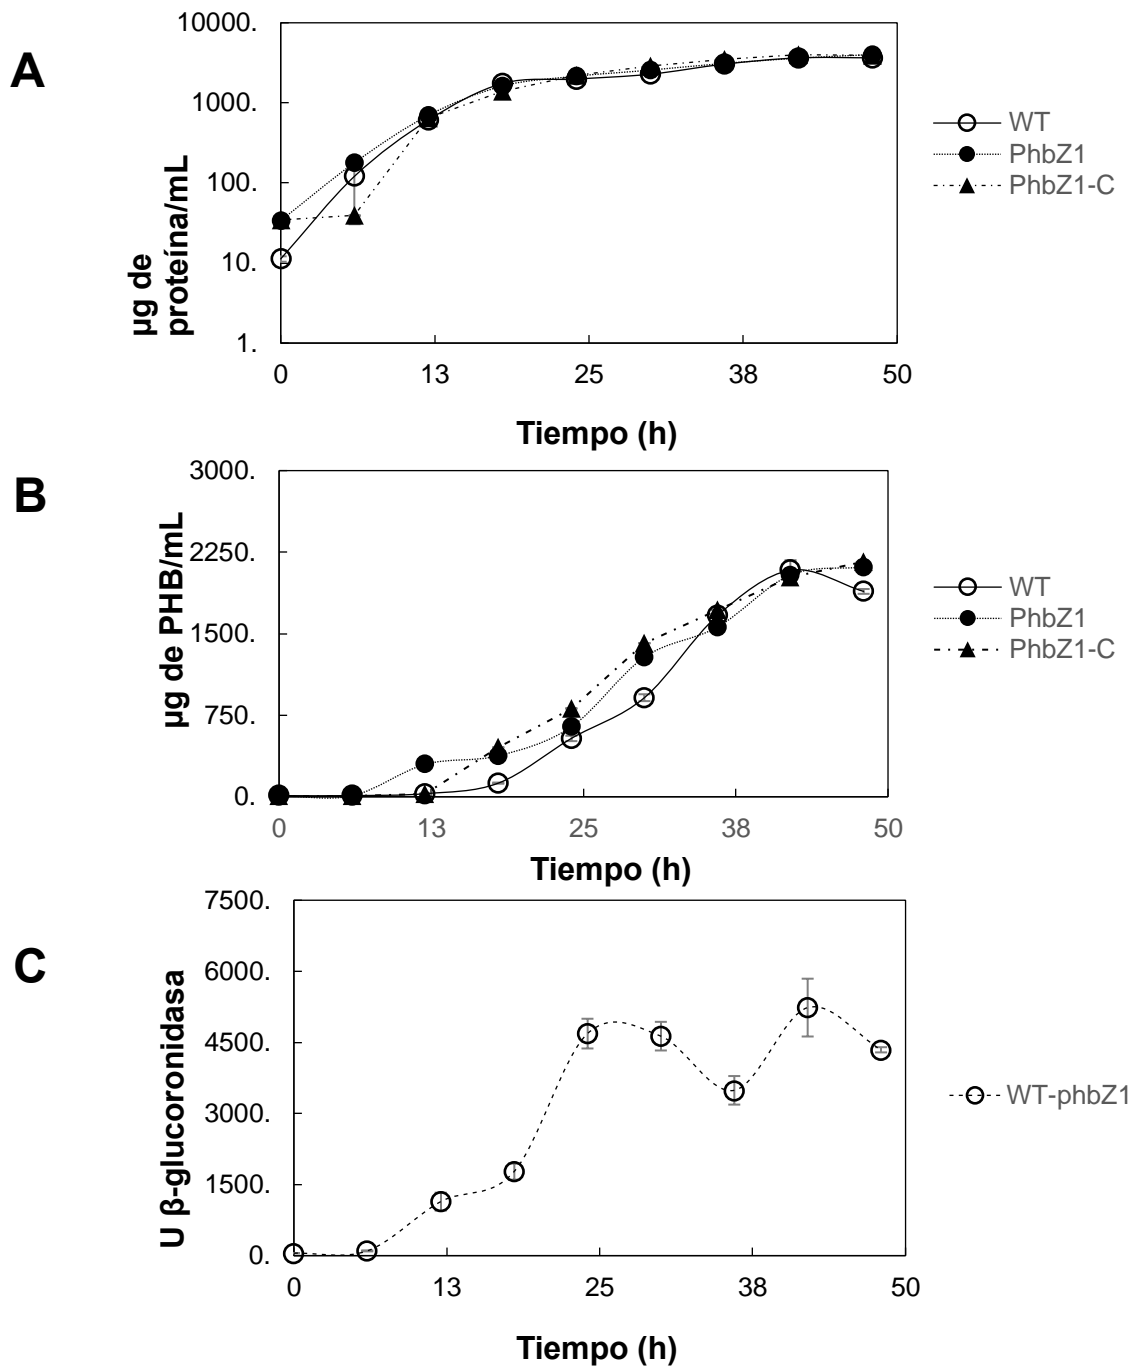 A
10000.
1000.
100.
10.
1.
µg de
proteína/mL
0 13 25 38 50
Tiempo (h)
WT
PhbZ1
PhbZ1-C
B
3000.
2250.
1500.
750.
0.
µg de PHB/mL
0 13 25 38 50
Tiempo (h)
WT
PhbZ1
PhbZ1-C
C
7500.
6000.
4500.
3000.
1500.
0.
U β-glucoronidasa
0 13 25 38 50
Tiempo (h)
WT-phbZ1